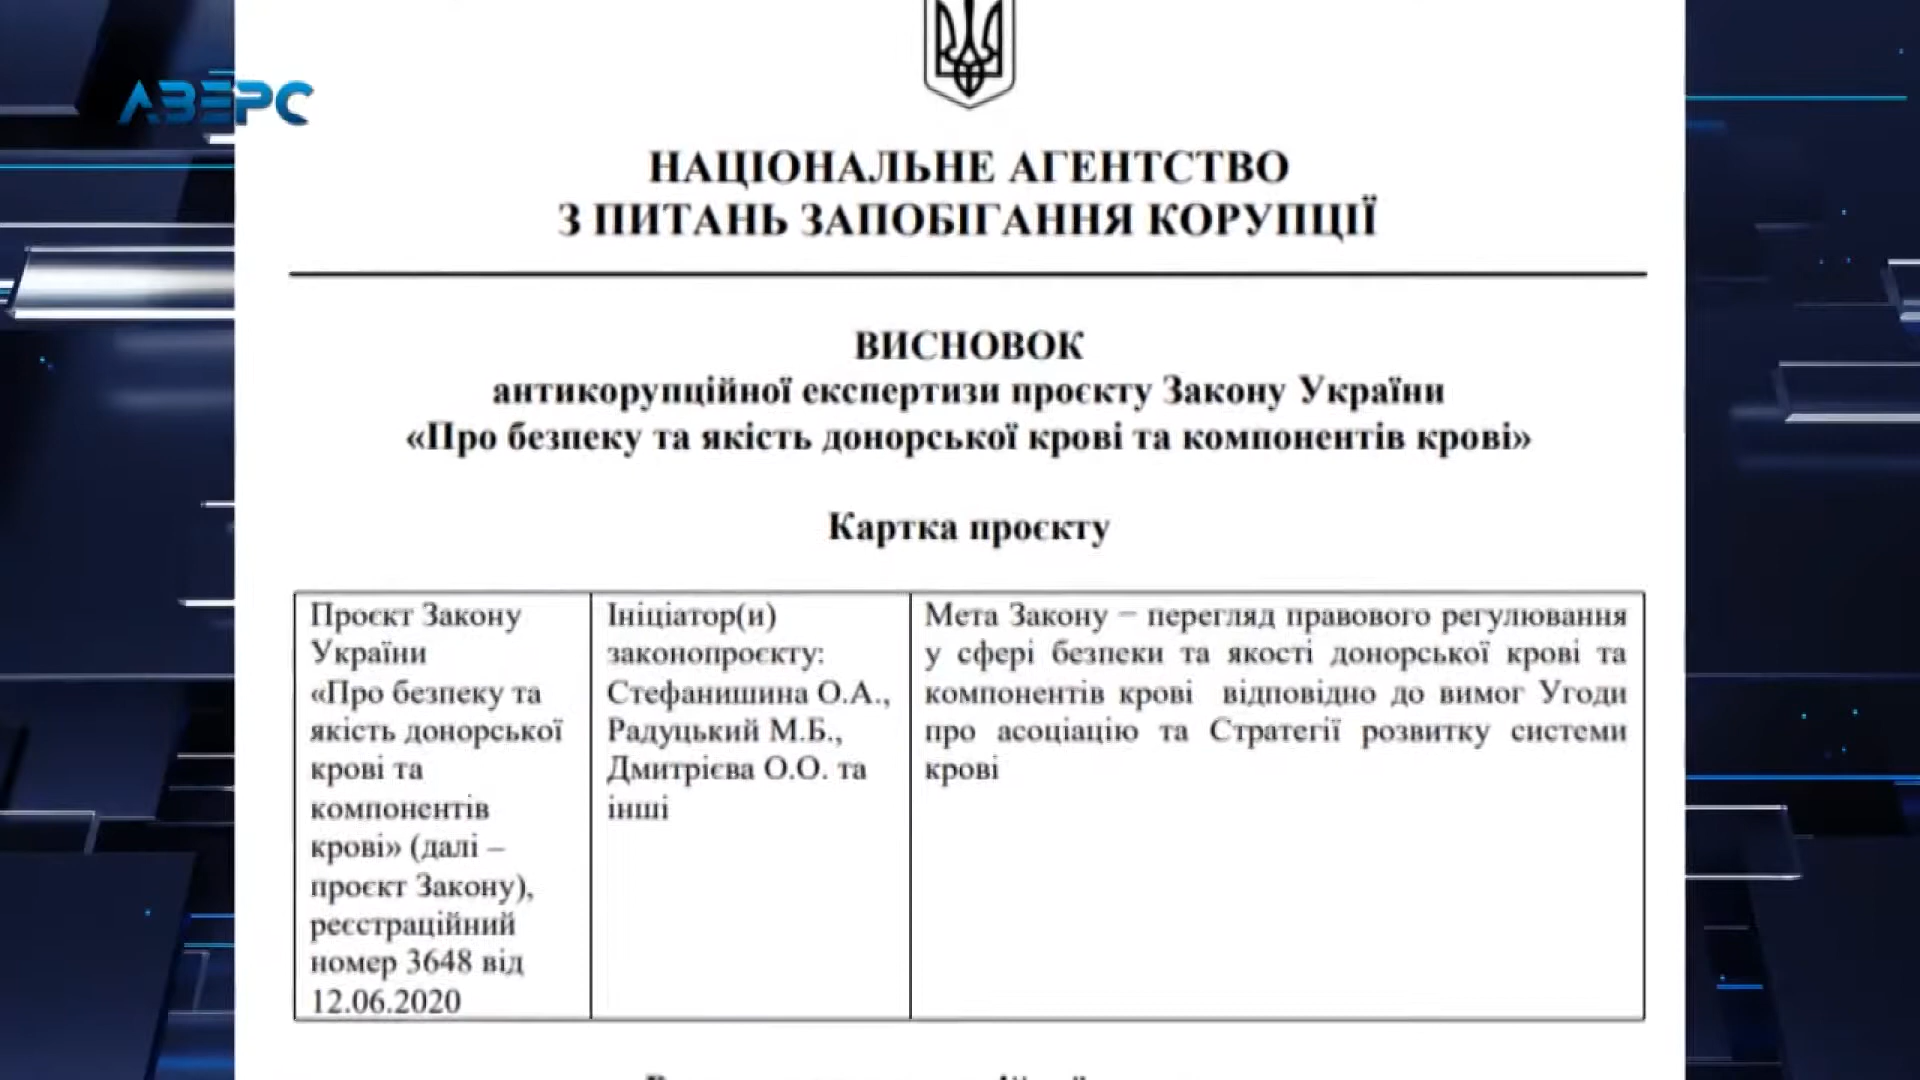 АВЕРС
НАЦІОНАЛЬНЕ АГЕНТСТВО
З ПИТАНЬ ЗАПОБІГАННЯ КОРУПЦІЇ
ВИСНОВОК
антикорупційної експертизи проєкту Закону України
«Про безпеку та якість донорської крові та компонентів крові»
Картка проєкту
Проєкт Закону
України
«Про безпеку та
якість донорської
крові та
компонентів
крові» (далі –
проєкт Закону),
реєстраційний
номер 3648 від
12.06.2020
Ініціатор(и)
законопроєкту:
Стефанишина О.А.,
Радуцький М.Б.,
Дмитрієва О.О. та
інші
Мета Закону – перегляд правового регулювання
у сфері безпеки та якості донорської крові та
компонентів крові відповідно до вимог Угоди
про асоціацію та Стратегії розвитку системи
крові